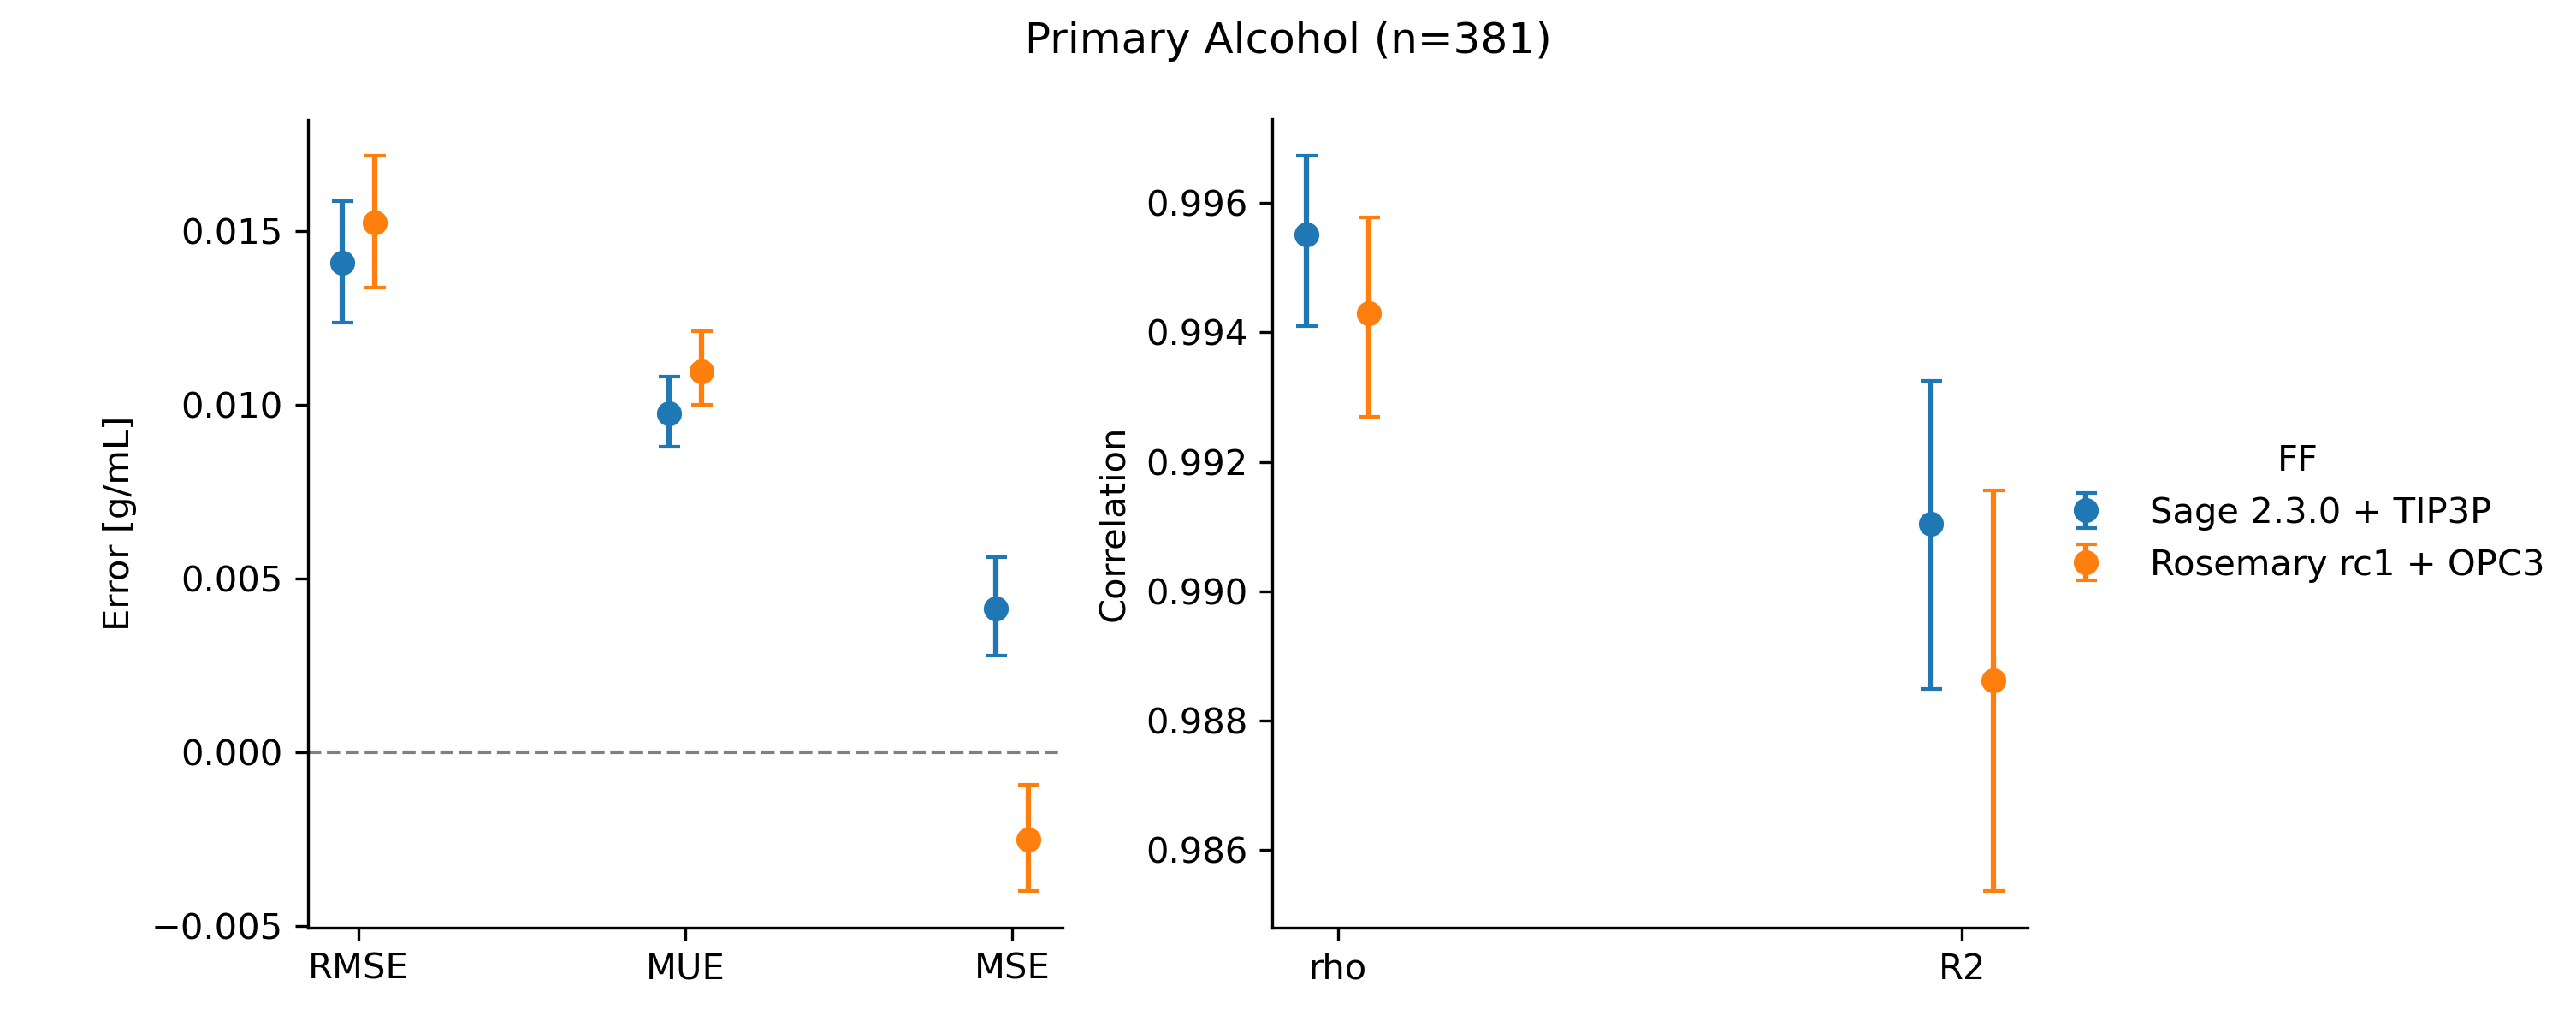 Primary Alcohol (n=381)
Error [g/mL]
0.015
0.010
0.005
0.000
−0.005
RMSE
MUE
MSE
Correlation
0.996
0.994
0.992
0.990
0.988
0.986
rho
R2
FF
Sage 2.3.0 + TIP3P
Rosemary rc1 + OPC3